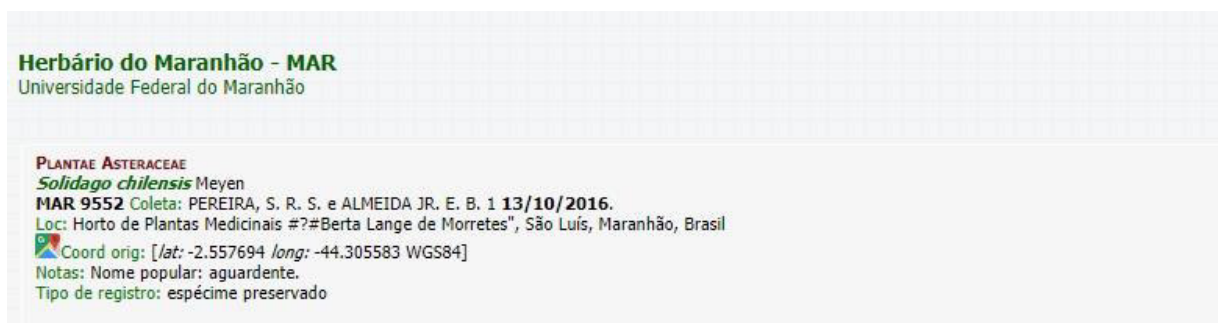 Herbário do Maranhão - MAR
Universidade Federal do Maranhão
PLANTAE ASTERACEAE
Solidago chilensis Meyen
MAR 9552 Coleta: PEREIRA, S. R. S. e ALMEIDA JR. E. B. 1 13/10/2016.
Loc: Horto de Plantas Medicinais #?#Berta Lange de Morretes", São Luís, Maranhão, Brasil
Coord orig: [lat: -2.557694 long: -44.305583 WGS84]
Notas: Nome popular: aguardente.
Tipo de registro: espécime preservado